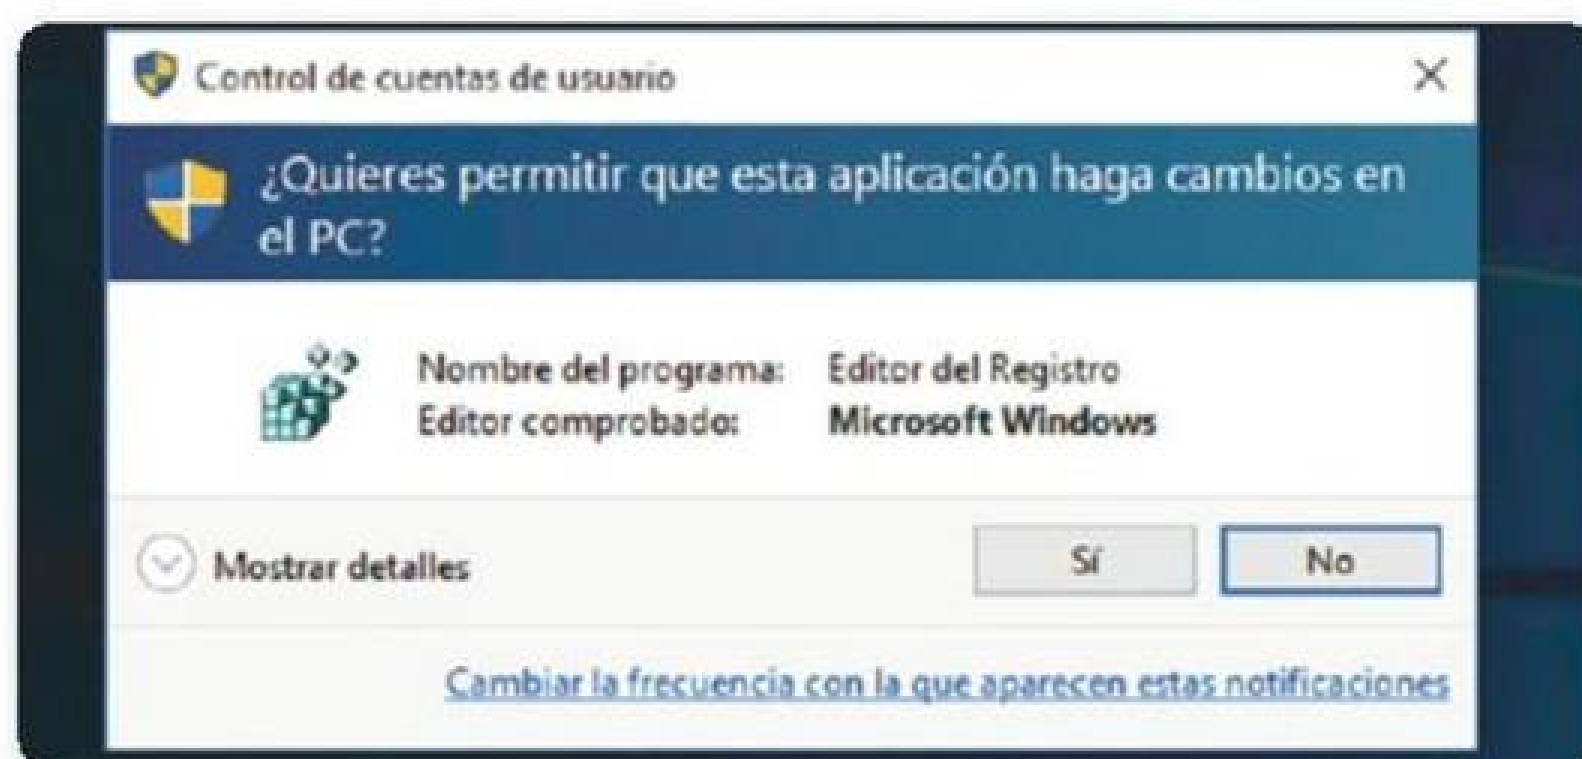 Control de cuentas de usuario
¿Quieres permitir que esta aplicación haga cambios en
el PC?
Nombre del programa: Editor del Registro
Editor comprobado: Microsoft Windows
Mostrar detalles
Sí
No
Cambiar la frecuencia con la que aparecen estas notificaciones